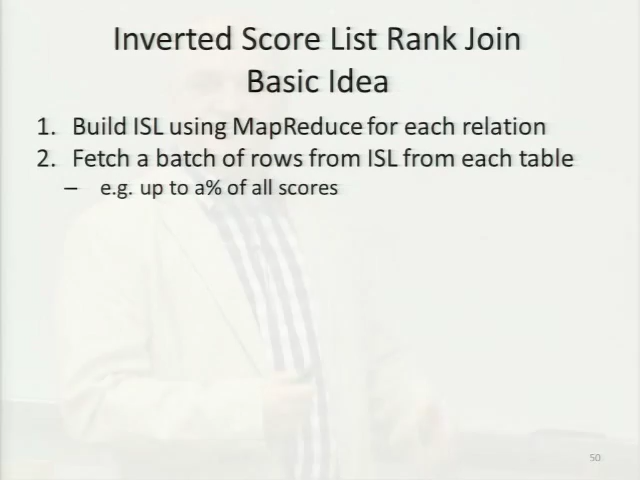 Inverted Score List Rank Join
Basic Idea
1. Build ISL using MapReduce for each relation
2. Fetch a batch of rows from ISL from each table
– e.g. up to a% of all scores
50